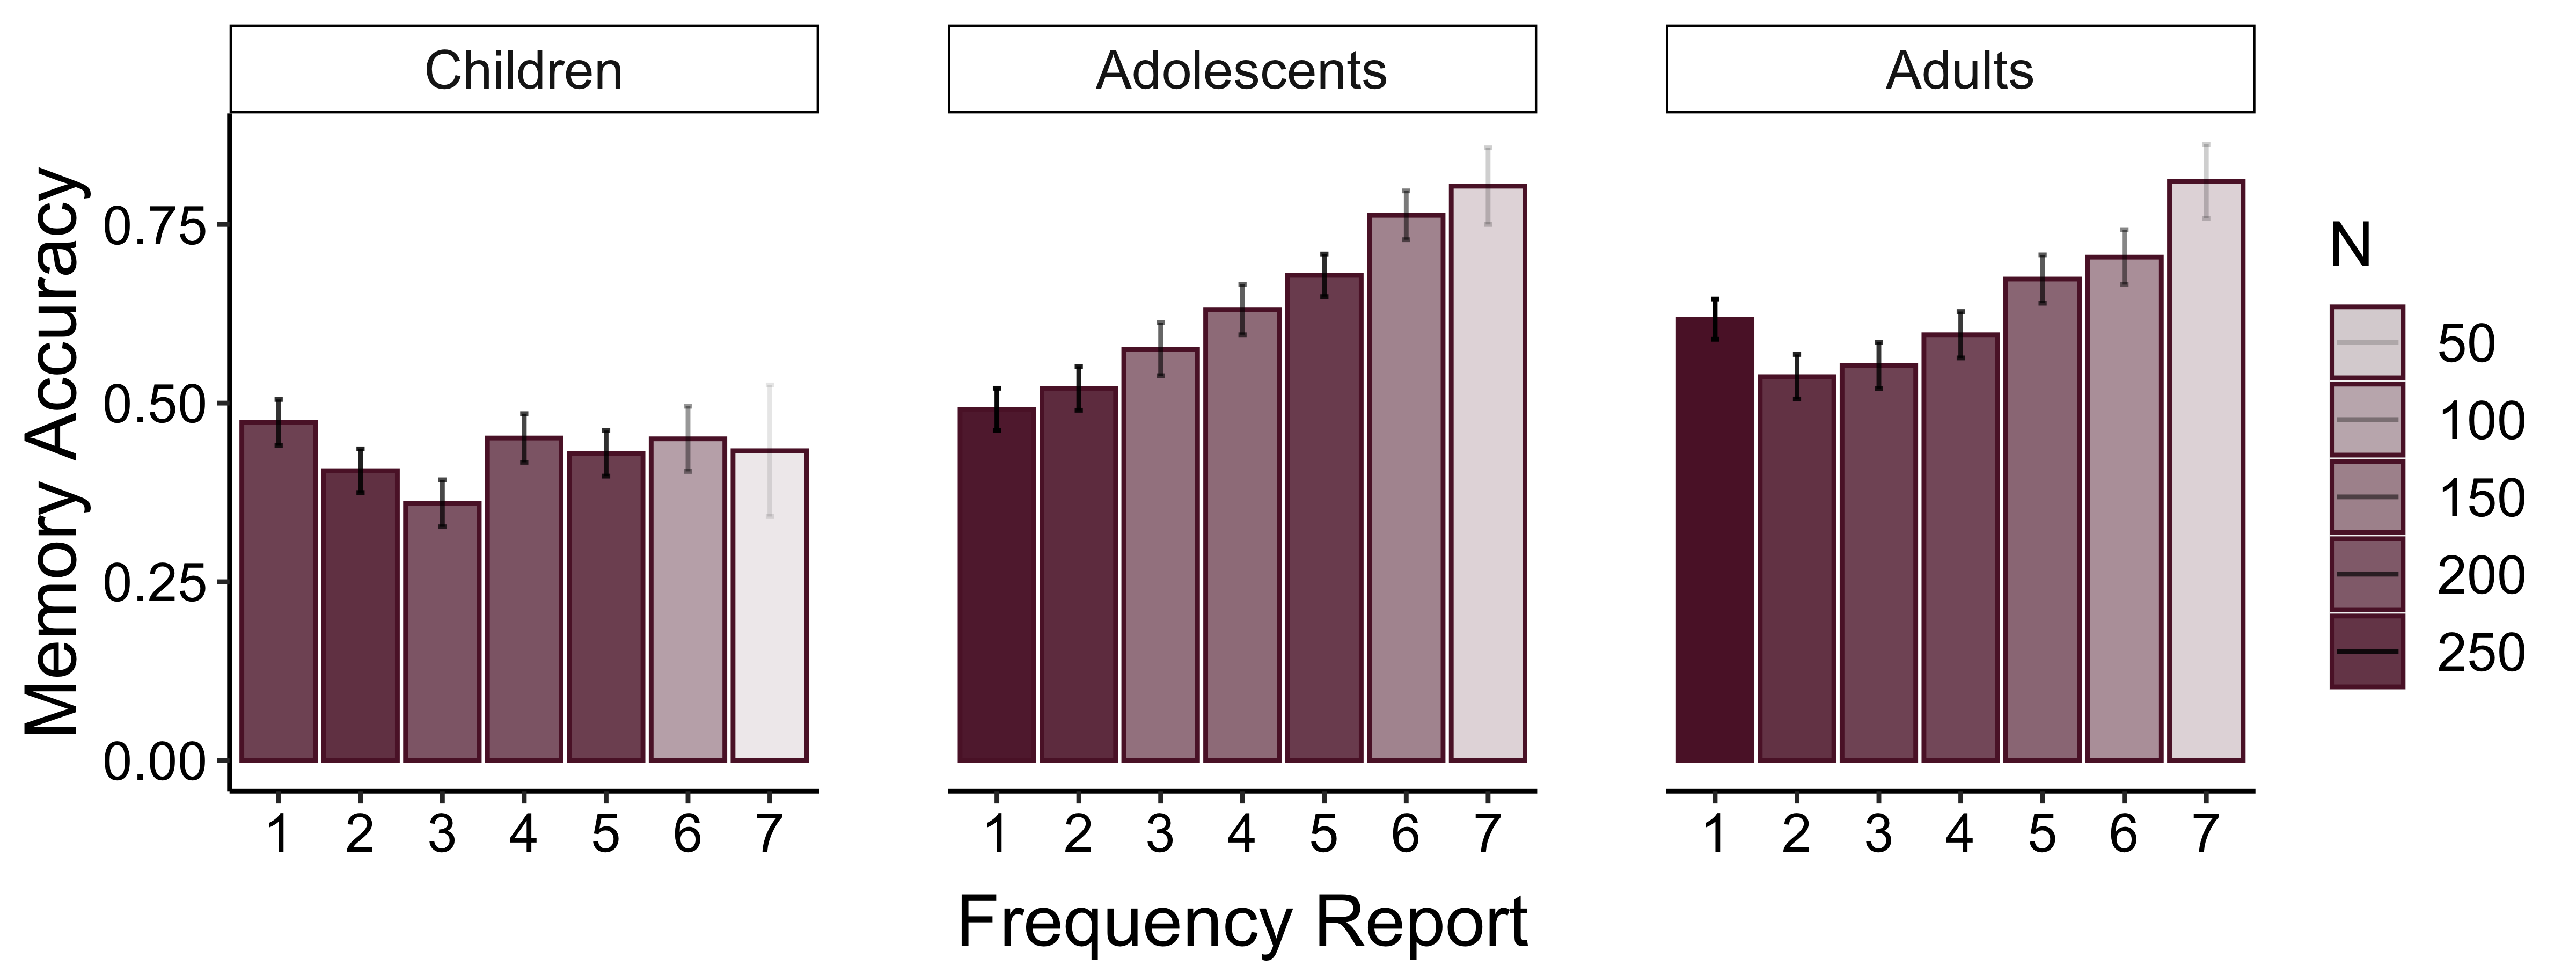 Children Adolescents Adults
Memory Accuracy
0.75
0.50
0.25
0.00
1 2 3 4 5 6 7
1 2 3 4 5 6 7
1 2 3 4 5 6 7
Frequency Report
N
50
100
150
200
250